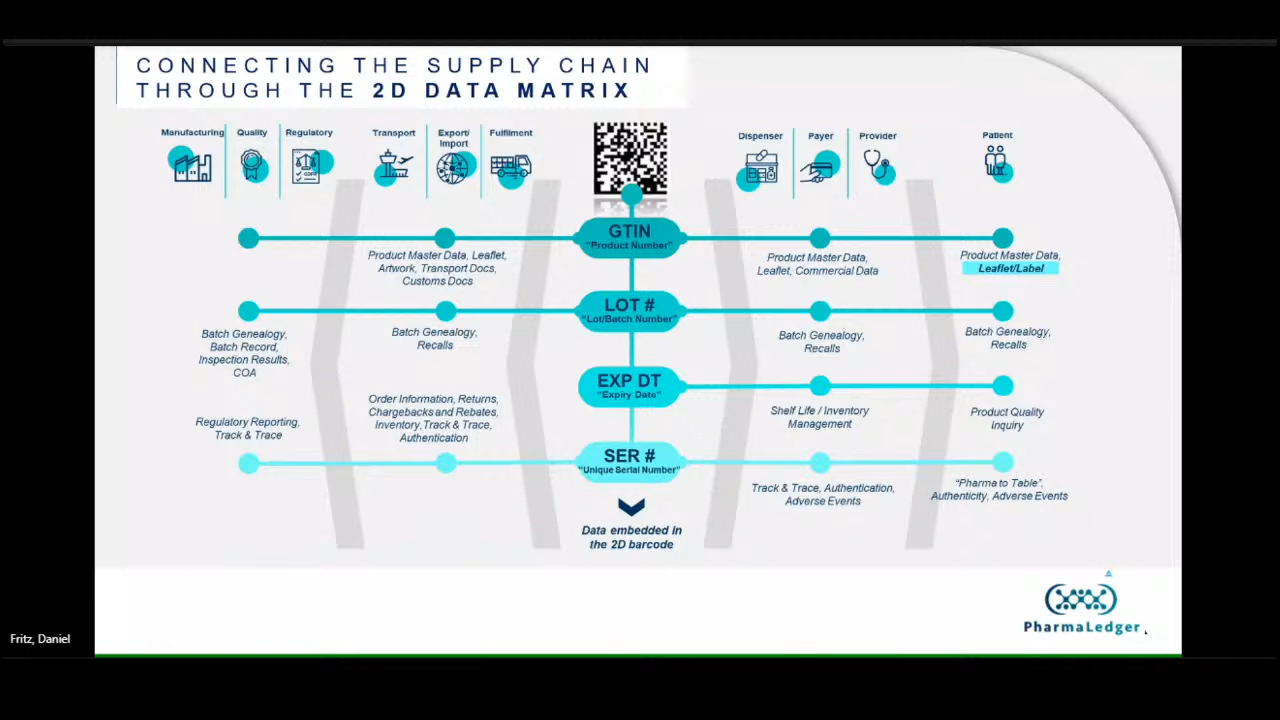 CONNECTING THE SUPPLY CHAIN
THROUGH THE 2D DATA MATRIX
Manufacturing
Quality
Regulatory
Transport
Export/
Import
Fulfilment
Dispenser
Payer
Provider
Patient
GTIN
"Product Number"
Product Master Data, Leaflet,
Artwork, Transport Docs,
Customs Docs
Product Master Data,
Leaflet, Commercial Data
Product Master Data,
Leaflet/Label
LOT #
"Lot/Batch Number"
Batch Genealogy,
Batch Record,
Inspection Results,
COA
Batch Genealogy,
Recalls
Batch Genealogy,
Recalls
Batch Genealogy,
Recalls
EXP DT
"Expiry Date"
Shelf Life / Inventory
Management
Product Quality
Inquiry
Regulatory Reporting,
Track & Trace
Order Information, Returns,
Chargebacks and Rebates,
Inventory, Track & Trace,
Authentication
SER #
"Unique Serial Number"
Track & Trace, Authentication,
Adverse Events
"Pharma to Table",
Authenticity, Adverse Events
Data embedded in
the 2D barcode
PharmaLedger
Fritz, Daniel